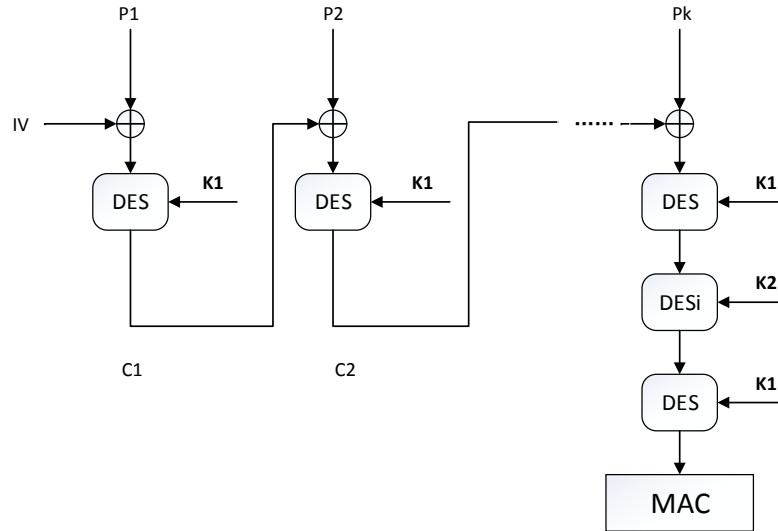 P1 P2 Pk
IV ......
DES K1 DES K1 DES K1
DESi K2
C1 C2
DES K1
MAC